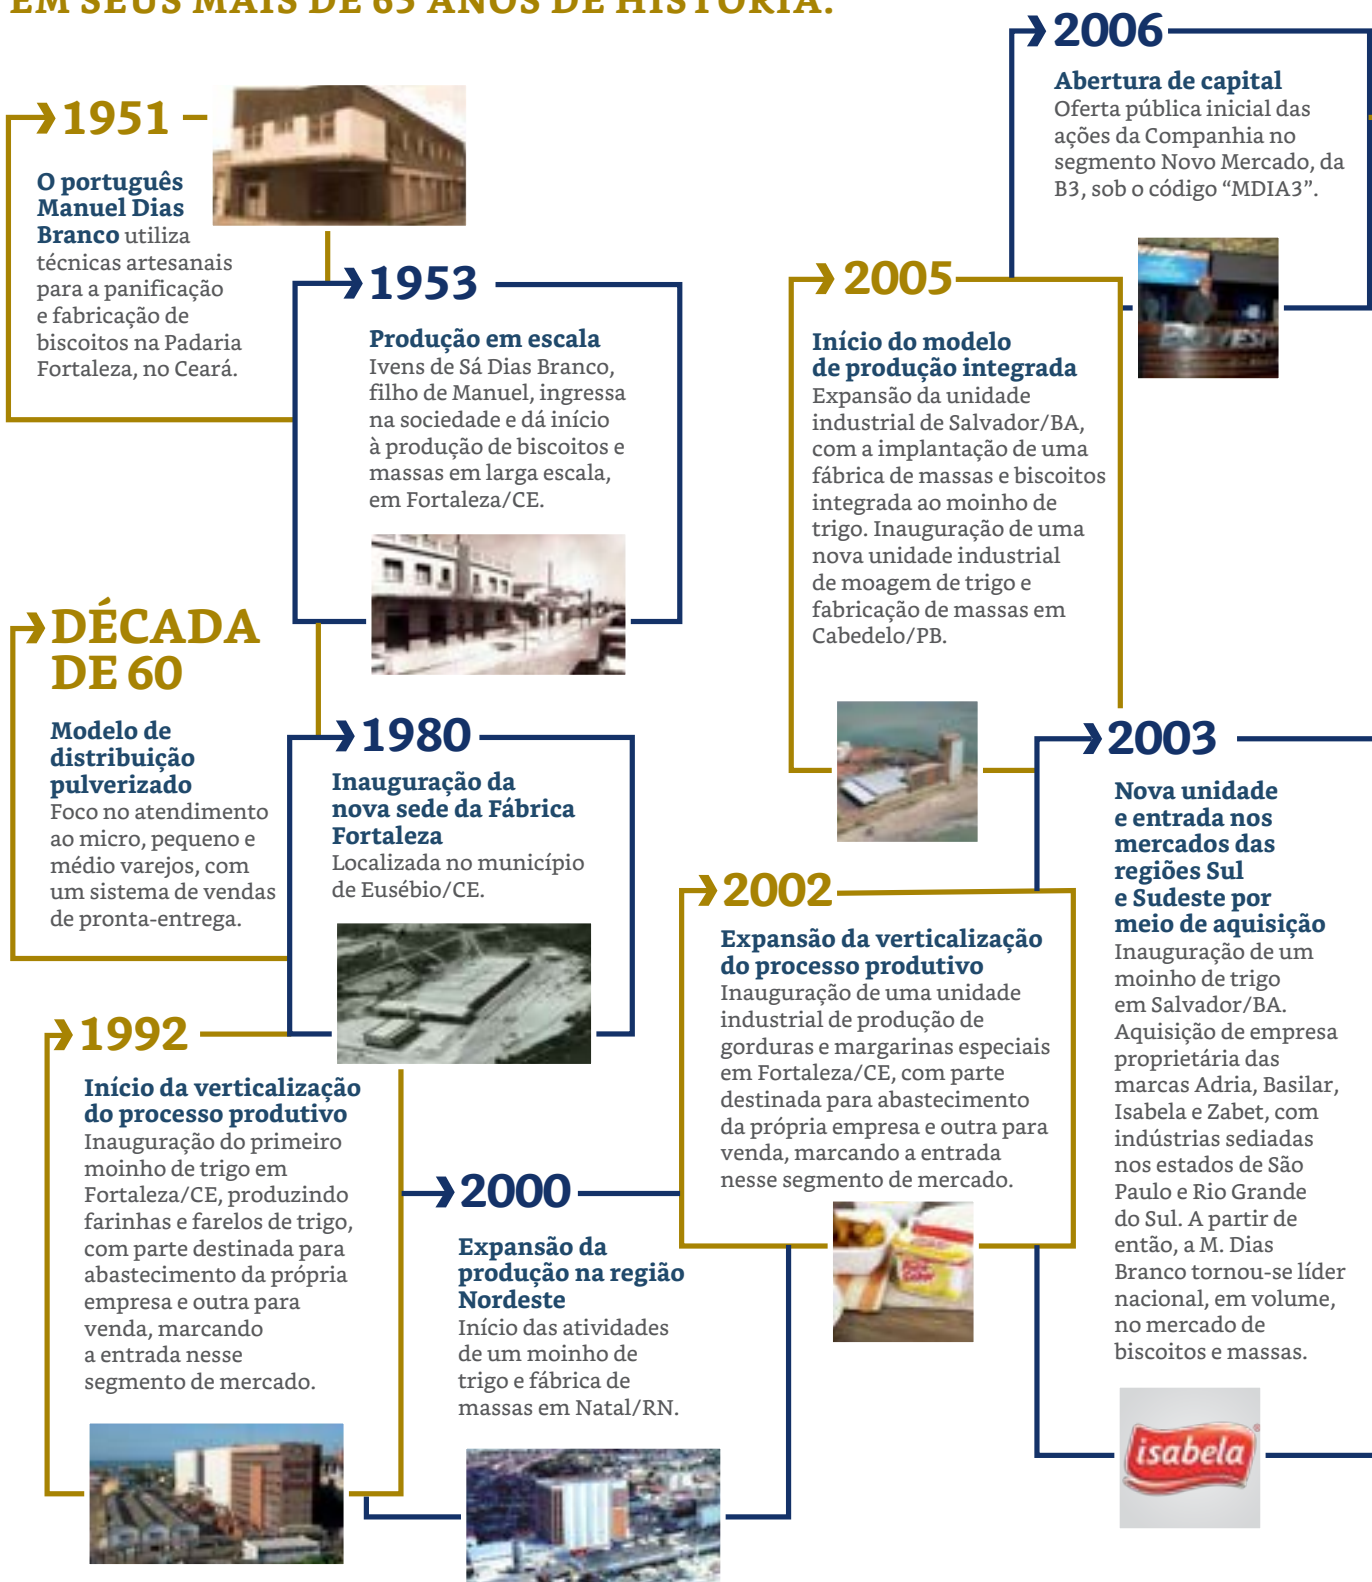 EM SEUS MAIS DE 65 ANOS DE HISTÓRIA.
1951
O português
Manuel Dias
Branco utiliza
técnicas artesanais
para a panificação
e fabricação de
biscoitos na Padaria
Fortaleza, no Ceará.
1953
Produção em escala
Ivens de Sá Dias Branco,
filho de Manuel, ingressa
na sociedade e dá início
à produção de biscoitos e
massas em larga escala,
em Fortaleza/CE.
DÉCADA
DE 60
Modelo de
distribuição
pulverizado
Foco no atendimento
ao micro, pequeno e
médio varejos, com
um sistema de vendas
de pronta-entrega.
1980
Inauguração da
nova sede da Fábrica
Fortaleza
Localizada no município
de Eusébio/CE.
1992
Início da verticalização
do processo produtivo
Inauguração do primeiro
moinho de trigo em
Fortaleza/CE, produzindo
farinhas e farelos de trigo,
com parte destinada para
abastecimento da própria
empresa e outra para
venda, marcando
a entrada nesse
segmento de mercado.
2000
Expansão da
produção na região
Nordeste
Início das atividades
de um moinho de
trigo e fábrica de
massas em Natal/RN.
2002
Expansão da verticalização
do processo produtivo
Inauguração de uma unidade
industrial de produção de
gorduras e margarinas especiais
em Fortaleza/CE, com parte
destinada para abastecimento
da própria empresa e outra para
venda, marcando a entrada
nesse segmento de mercado.
2003
Nova unidade
e entrada nos
mercados das
regiões Sul
e Sudeste por
meio de aquisição
Inauguração de um
moinho de trigo
em Salvador/BA.
Aquisição de empresa
proprietária das
marcas Adria, Basilar,
Isabela e Zabet, com
indústrias sediadas
nos estados de São
Paulo e Rio Grande
do Sul. A partir de
então, a M. Dias
Branco tornou-se líder
nacional, em volume,
no mercado de
biscoitos e massas.
isabela
®
2005
Início do modelo
de produção integrada
Expansão da unidade
industrial de Salvador/BA,
com a implantação de uma
fábrica de massas e biscoitos
integrada ao moinho de
trigo. Inauguração de uma
nova unidade industrial
de moagem de trigo e
fabricação de massas em
Cabedelo/PB.
2006
Abertura de capital
Oferta pública inicial das
ações da Companhia no
segmento Novo Mercado, da
B3, sob o código “MDIA3”.